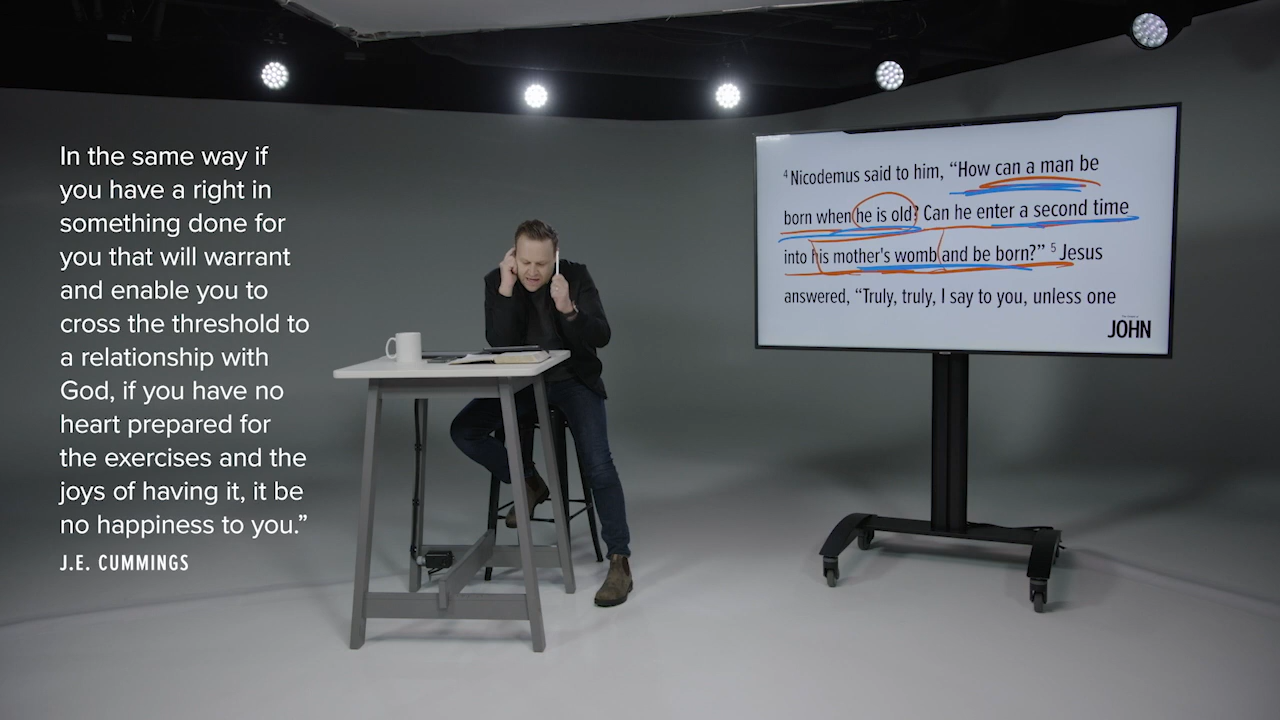 In the same way if
you have a right in
something done for
you that will warrant
and enable you to
cross the threshold to
a relationship with
God, if you have no
heart prepared for
the exercises and the
joys of having it, it be
no happiness to you.”
J.E. CUMMINGS
⁴ Nicodemus said to him, “How can a man be
born when he is old? Can he enter a second time
into his mother's womb and be born?” ⁵ Jesus
answered, “Truly, truly, I say to you, unless one
JOHN